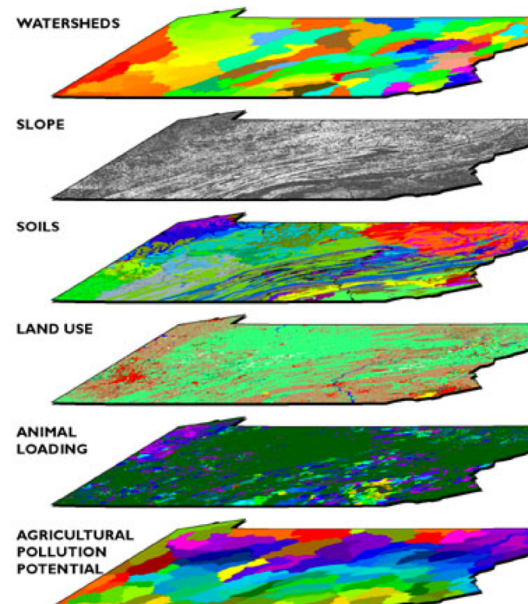 WATERSHEDS
SLOPE
SOILS
LAND USE
ANIMAL
LOADING
AGRICULTURAL
POLLUTION
POTENTIAL